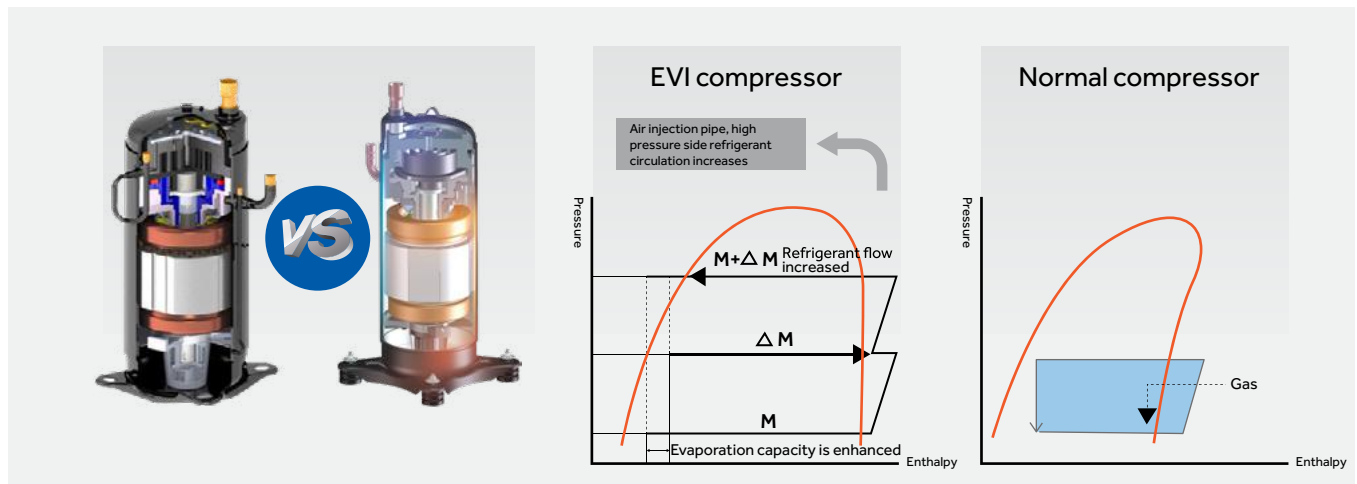 VS
EVI compressor
Air injection pipe, high
pressure side refrigerant
circulation increases
Pressure
M+△ M Refrigerant flow
increased
△ M
M
Evaporation capacity is enhanced
Enthalpy
Normal compressor
Pressure
Gas
Enthalpy